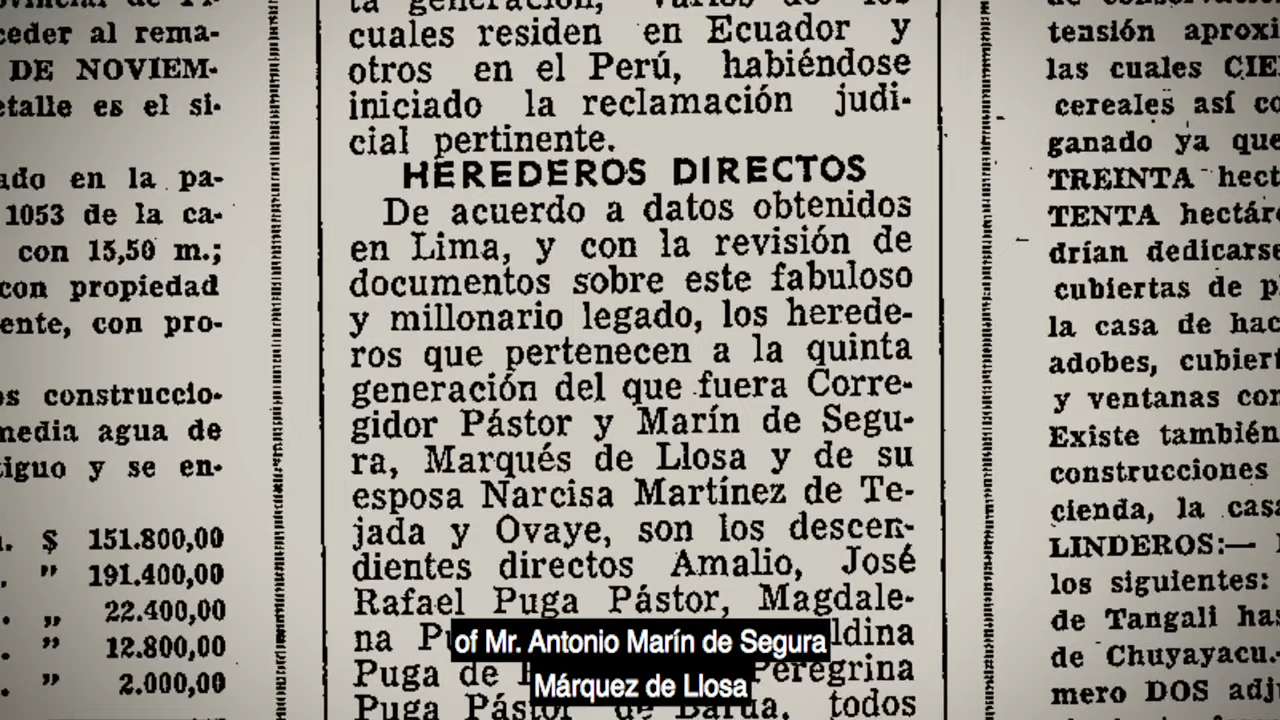 ceder al rema-
DE NOVIEM-
etalle es el si-
ado en la pa-
1053 de la ca-
con 15,50 m.;
con propiedad
ente, con pro-
os construccio-
media agua de
tiguo y se en-
$ 151.800,00
" 191.400,00
,, 22.400,00
" 12.800,00
" 2.000,00
ta generación, varios de los
cuales residen en Ecuador y
otros en el Perú, habiéndose
iniciado la reclamación judi-
cial pertinente.
HEREDEROS DIRECTOS
De acuerdo a datos obtenidos
en Lima, y con la revisión de
documentos sobre este fabuloso
y millonario legado, los herede-
ros que pertenecen a la quinta
generación del que fuera Corre-
gidor Pástor y Marín de Segu-
ra, Marqués de Llosa y de su
esposa Narcisa Martínez de Te-
jada y Ovaye, son los descen-
dientes directos Amalio, José
Rafael Puga Pástor, Magdale-
na ldina
Puga de Peregrina
Puga Pástor de Barua, todos
tensión aproxi
las cuales CIE
cereales así co
ganado ya que
TREINTA hect
TENTA hectár
drían dedicarse
cubiertas de p
la casa de hac
adobes, cubiert
y ventanas con
Existe también
construcciones
cienda, la casa
LINDEROS:—
los siguientes:
de Tangali has
de Chuyayacu.-
mero DOS adj
of Mr. Antonio Marín de Segura
Márquez de Llosa